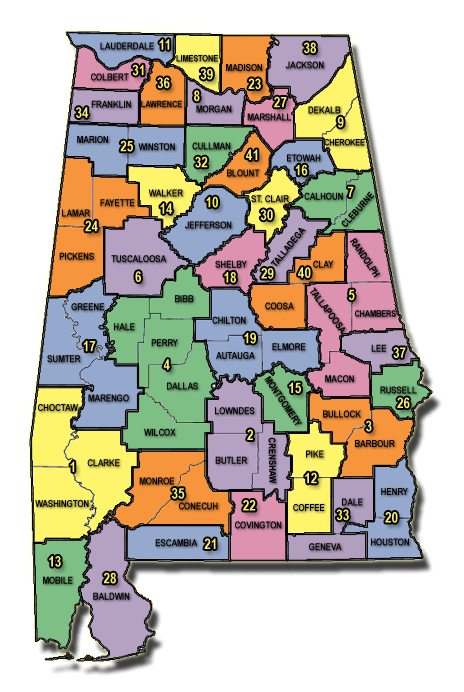 LAUDERDALE 11
LIMESTONE
39
MADISON
23
38
JACKSON
COLBERT 31
36
LAWRENCE
8
MORGAN
27
MARSHALL
DEKALB
9
CHEROKEE
34 FRANKLIN
MARION
25 WINSTON
CULLMAN
32
41
BLOUNT
ETOWAH
16
WALKER
14
10
JEFFERSON
ST. CLAIR
30
CALHOUN 7
CLEBURNE
LAMAR
FAYETTE
24
PICKENS
TUSCALOOSA
6
SHELBY
18
TALLADEGA
29
CLAY
40
COOSA
RANDOLPH
TALLAPOOSA
5
CHAMBERS
MACON
GREENE
17
SUMTER
MARENGO
BIBB
HALE
PERRY
4
DALLAS
WILCOX
CHILTON
19
AUTAUGA
ELMORE
LEE 37
RUSSELL
26
MONTGOMERY
15
CHOCTAW
1
CLARKE
WASHINGTON
LOWNDES
2
BUTLER
CRENSHAW
BULLOCK
3
BARBOUR
PIKE
12
COFFEE
MONROE
35
CONECUH
22
COVINGTON
ESCAMBIA 21
DALE
33
GENEVA
HENRY
20
HOUSTON
13
MOBILE
28
BALDWIN